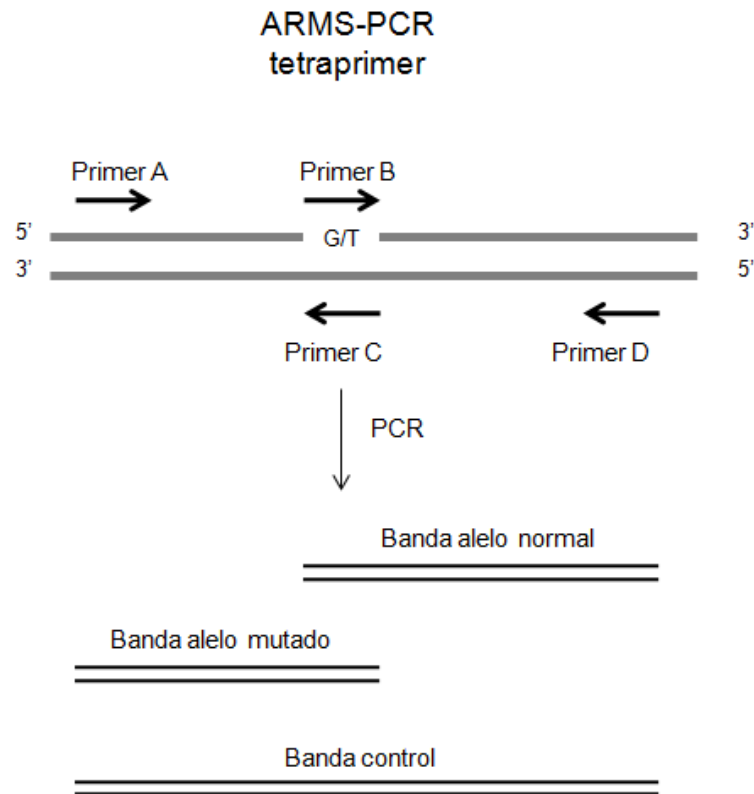 ARMS-PCR
tetraprimer
Primer A
Primer B
5’
G/T
3’
3’
5’
Primer C
Primer D
PCR
Banda alelo normal
Banda alelo mutado
Banda control